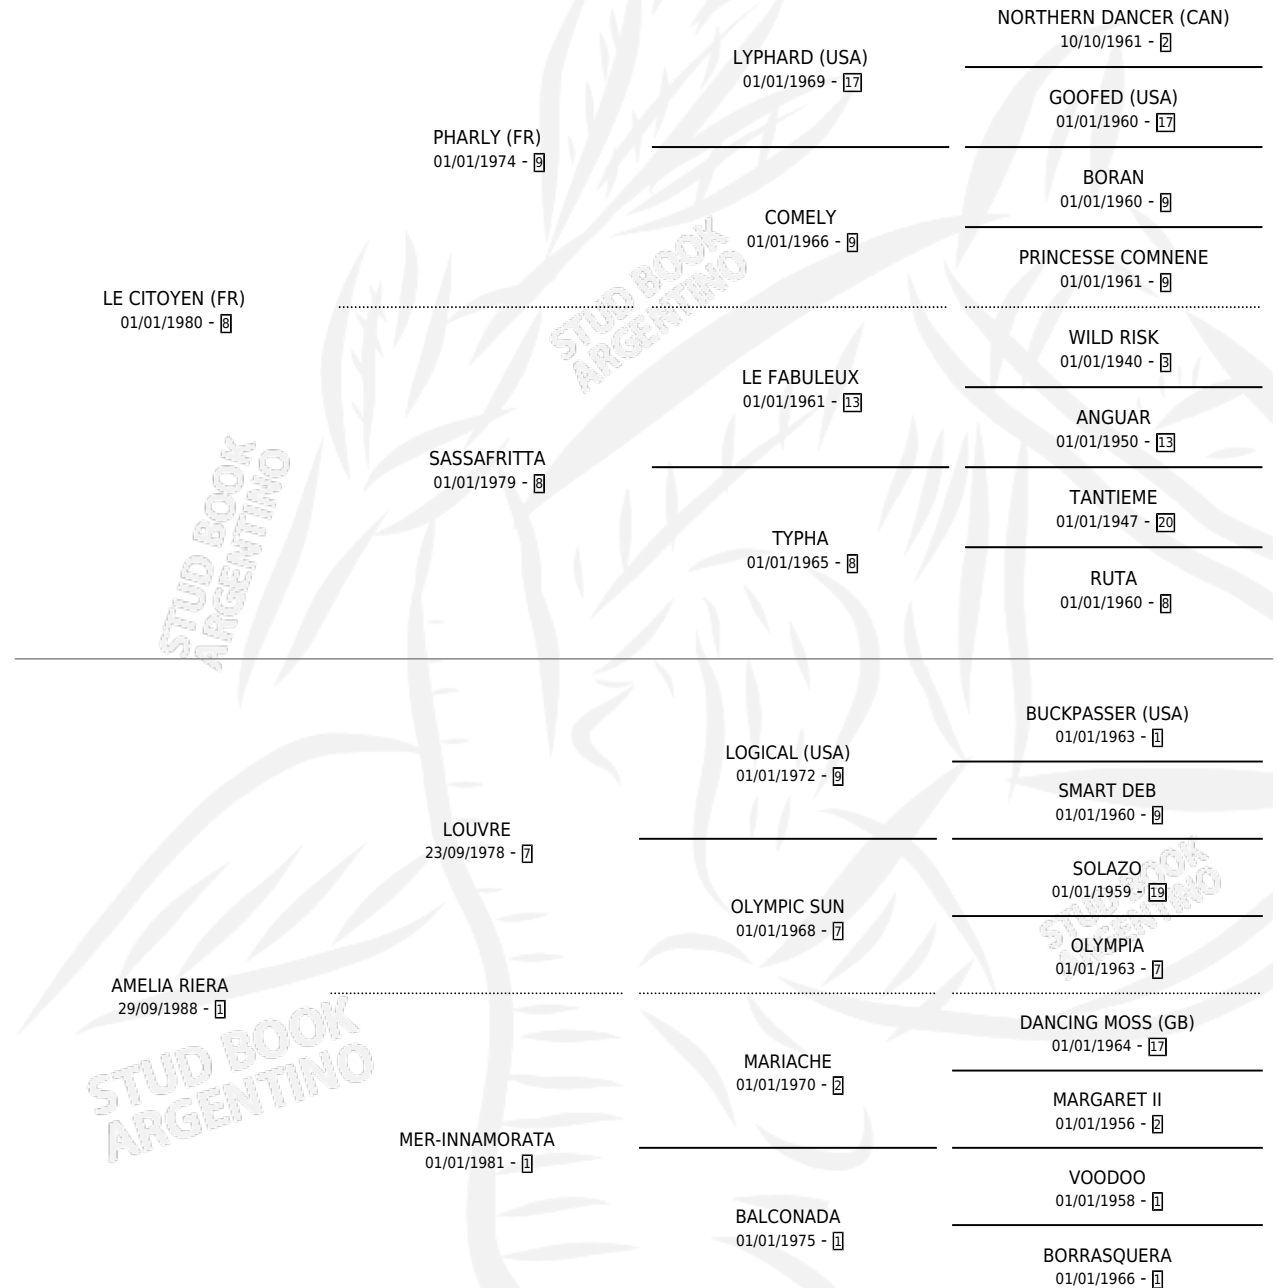 NORTHERN DANCER (CAN)
10/10/1961 - 2
LYPHARD (USA)
01/01/1969 - 17
GOOFED (USA)
01/01/1960 - 17
PHARLY (FR)
01/01/1974 - 9
BORAN
01/01/1960 - 9
COMELY
01/01/1966 - 9
PRINCESSE COMNENE
01/01/1961 - 9
LE CITOYEN (FR)
01/01/1980 - 8
WILD RISK
01/01/1940 - 3
LE FABULEUX
01/01/1961 - 13
ANGUAR
01/01/1950 - 13
SASSAFRITTA
01/01/1979 - 8
TANTIEME
01/01/1947 - 20
TYPHA
01/01/1965 - 8
RUTA
01/01/1960 - 8
BUCKPASSER (USA)
01/01/1963 - 1
LOGICAL (USA)
01/01/1972 - 9
SMART DEB
01/01/1960 - 9
LOUVRE
23/09/1978 - 7
SOLAZO
01/01/1959 - 19
OLYMPIC SUN
01/01/1968 - 7
OLYMPIA
01/01/1963 - 7
AMELIA RIERA
29/09/1988 - 1
DANCING MOSS (GB)
01/01/1964 - 17
MARIACHE
01/01/1970 - 2
MARGARET II
01/01/1956 - 2
MER-INNAMORATA
01/01/1981 - 1
VOODOO
01/01/1958 - 1
BALCONADA
01/01/1975 - 1
BORRASQUERA
01/01/1966 - 1
STUD BOOK
ARGENTINO
STUD BOOK
ARGENTINO
STUD BOOK
ARGENTINO
STUD BOOK
ARGENTINO